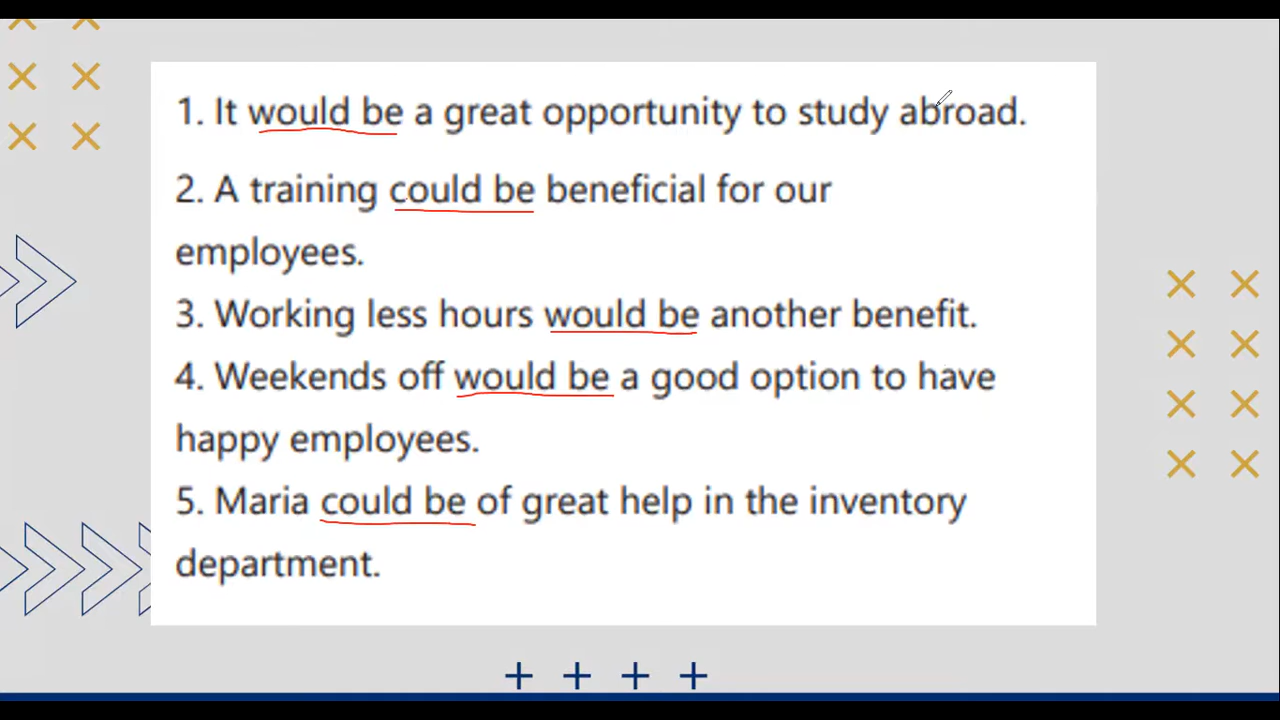 1. It would be a great opportunity to study abroad.
2. A training could be beneficial for our
employees.
3. Working less hours would be another benefit.
4. Weekends off would be a good option to have
happy employees.
5. Maria could be of great help in the inventory
department.